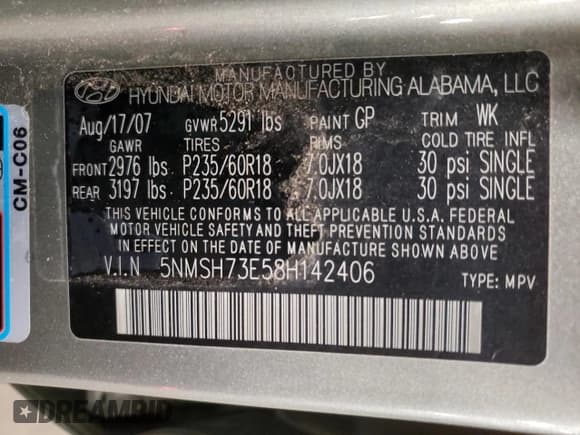 MANUFACTURED BY
HYUNDAI MOTOR MANUFACTURING ALABAMA, LLC
Aug/17/07 GVWR 5291 lbs PAINT GP TRIM WK
GAWR TIRES RIMS COLD TIRE INFL
FRONT 2976 lbs P235/60R18 7.0JX18 30 psi SINGLE
REAR 3197 lbs P235/60R18 7.0JX18 30 psi SINGLE
THIS VEHICLE CONFORMS TO ALL APPLICABLE U.S.A. FEDERAL
MOTOR VEHICLE SAFETY AND THEFT PREVENTION STANDARDS
IN EFFECT ON THE DATE OF MANUFACTURE SHOWN ABOVE.
V.I.N 5NMSH73E58H142406 TYPE: MPV
CM-C06
DREAMBID